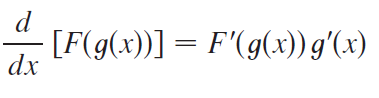 d/dx [F(g(x))] = F′(g(x)) g′(x)